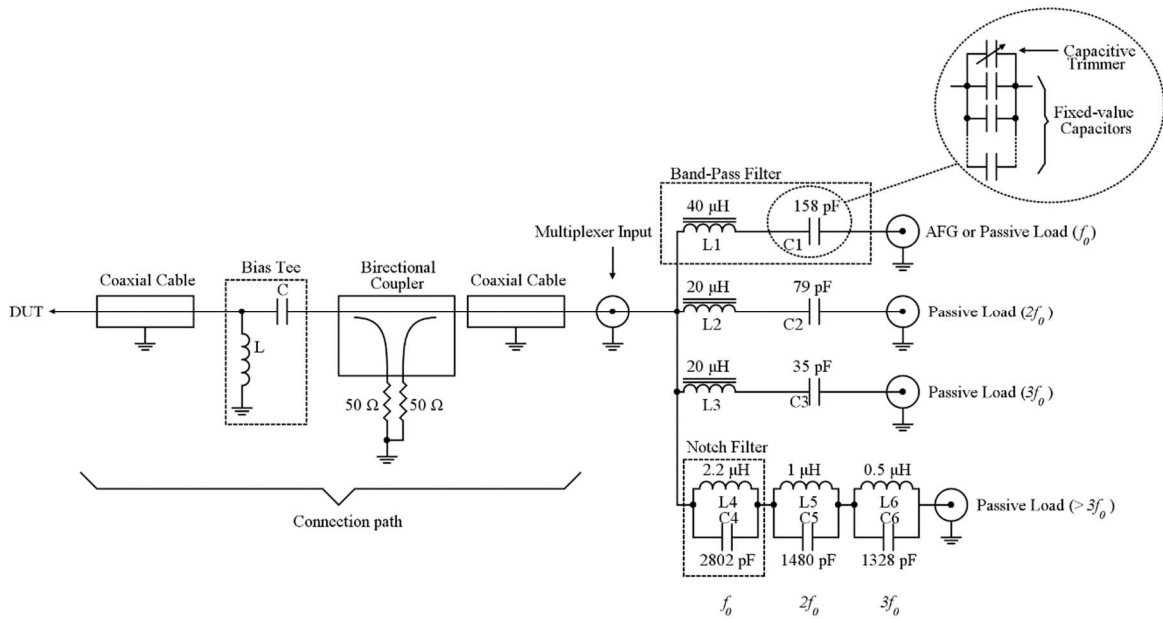 Capacitive
Trimmer
Fixed-value
Capacitors
Band-Pass Filter
40 μH
158 pF
L1
C1
AFG or Passive Load (f0)
Multiplexer Input
Bias Tee
Birectional
Coupler
Coaxial Cable
C
Coaxial Cable
DUT
L
50 Ω
50 Ω
20 μH
79 pF
L2
C2
Passive Load (2f0)
20 μH
35 pF
L3
C3
Passive Load (3f0)
Notch Filter
2.2 μH
1 μH
0.5 μH
L4
L5
L6
C4
C5
C6
Passive Load (> 3f0)
2802 pF
1480 pF
1328 pF
Connection path
f0
2f0
3f0